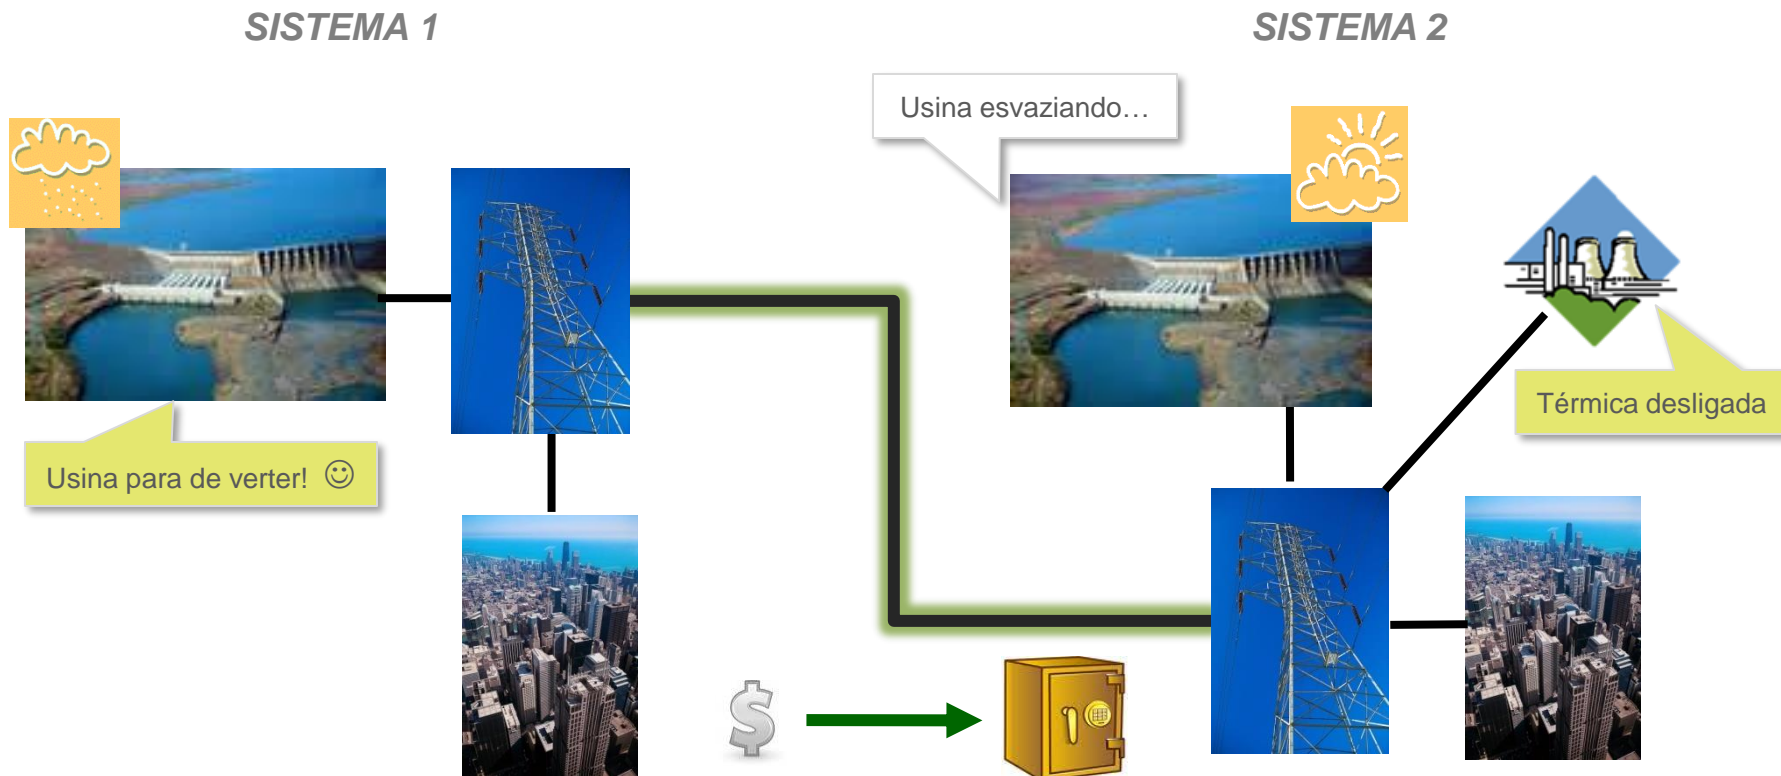 SISTEMA 1
SISTEMA 2
Usina esvaziando…
Térmica desligada
Usina para de verter! ☺
$